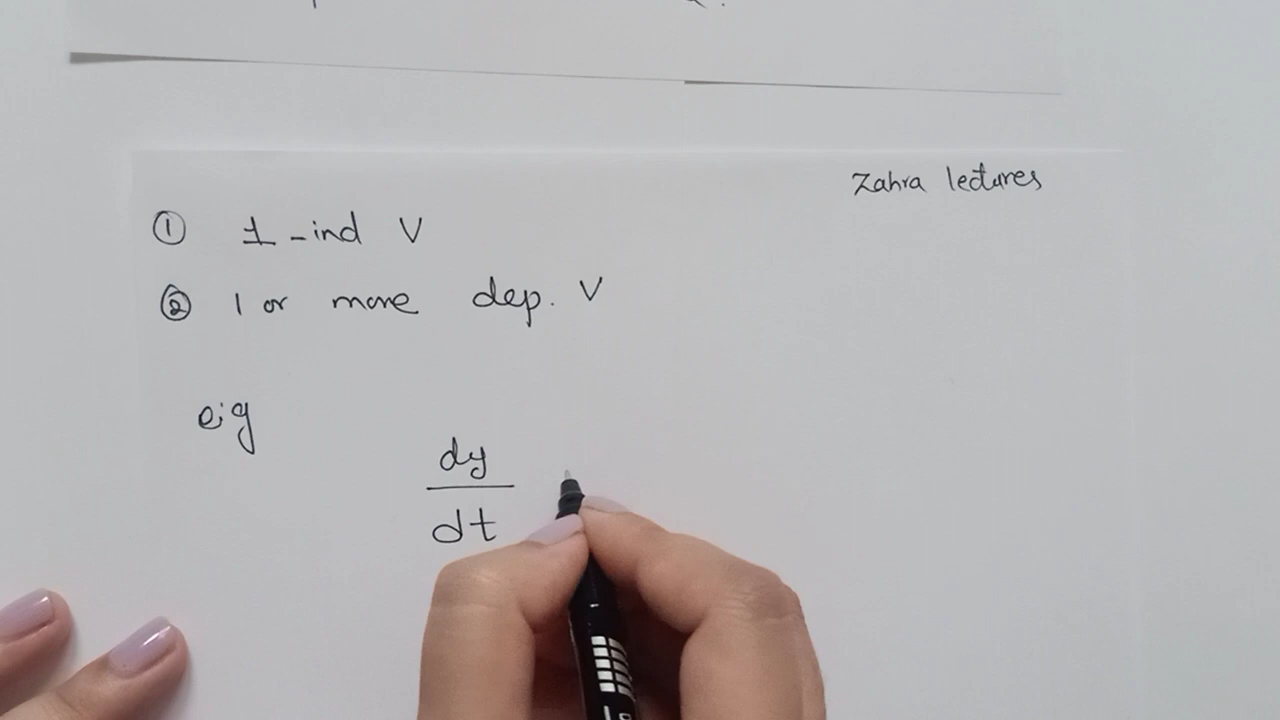 Zahra lectures
① 1 - ind V
② 1 or more dep. V
e.g
dy
dt